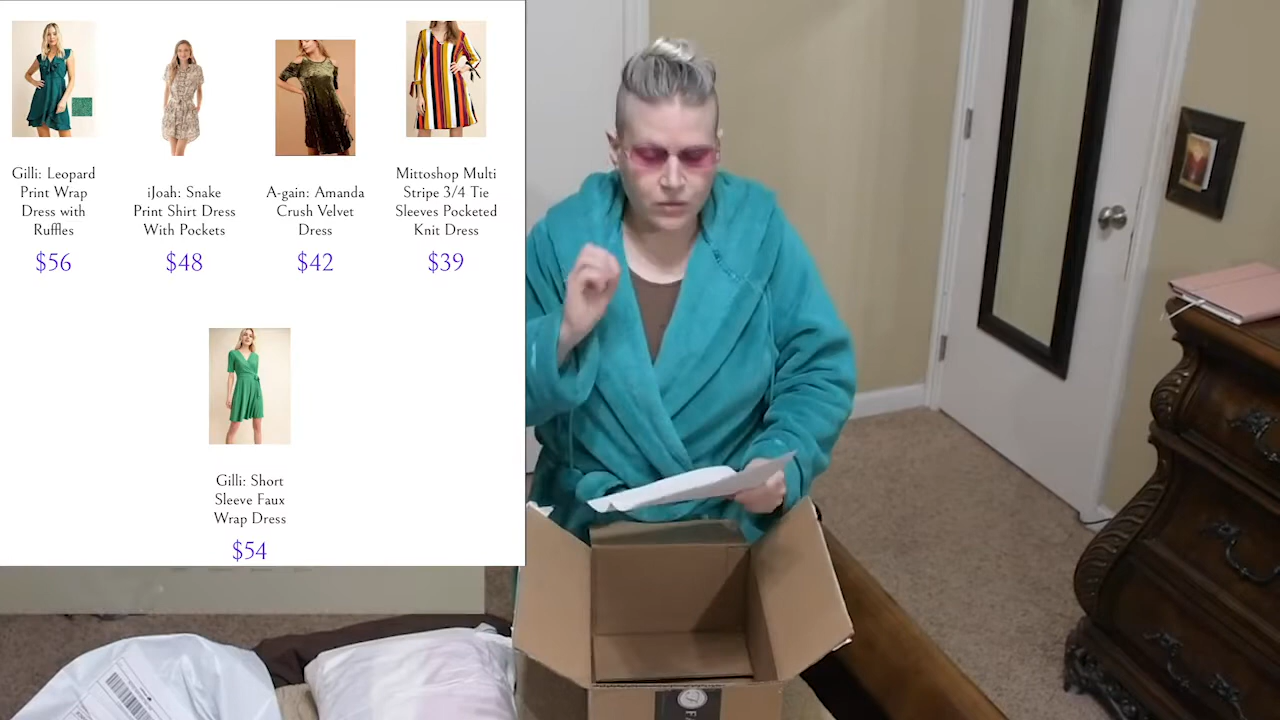 Gilli: Leopard
Print Wrap
Dress with
Ruffles
$56
iJoah: Snake
Print Shirt Dress
With Pockets
$48
A-gain: Amanda
Crush Velvet
Dress
$42
Mittoshop Multi
Stripe 3/4 Tie
Sleeves Pocketed
Knit Dress
$39
Gilli: Short
Sleeve Faux
Wrap Dress
$54